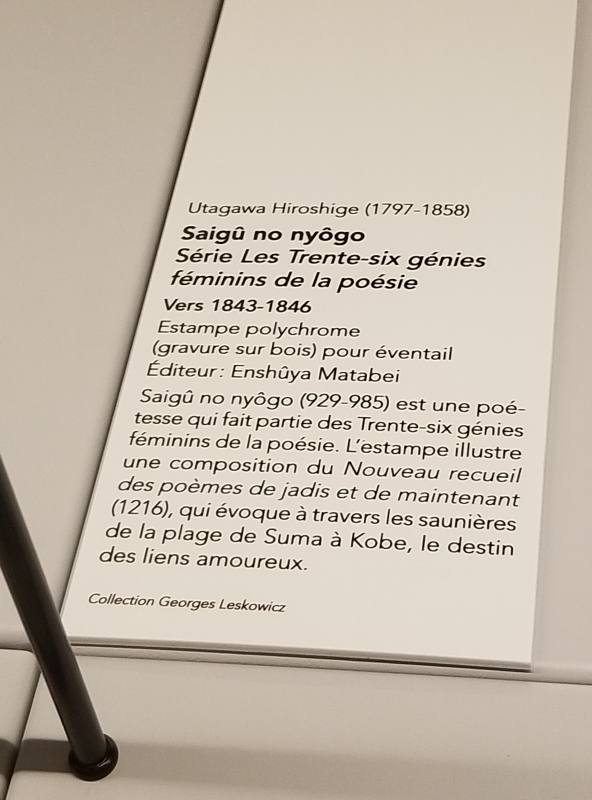 Utagawa Hiroshige (1797-1858)
Saigû no nyôgo
Série Les Trente-six génies
féminins de la poésie
Vers 1843-1846
Estampe polychrome
(gravure sur bois) pour éventail
Éditeur : Enshûya Matabei
Saigû no nyôgo (929-985) est une poé-
tesse qui fait partie des Trente-six génies
féminins de la poésie. L'estampe illustre
une composition du Nouveau recueil
des poèmes de jadis et de maintenant
(1216), qui évoque à travers les saunières
de la plage de Suma à Kobe, le destin
des liens amoureux.
Collection Georges Leskowicz